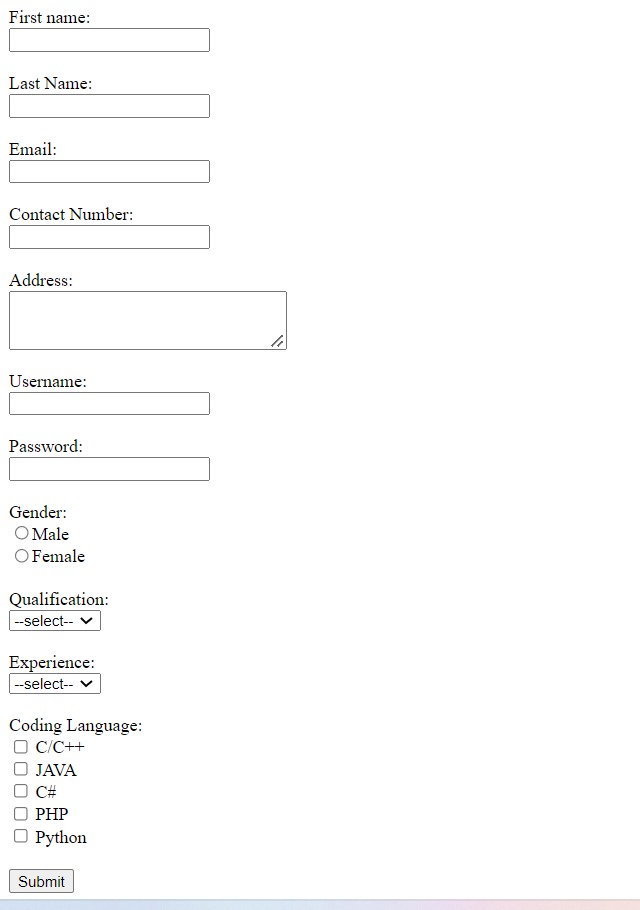 First name:
Last Name:
Email:
Contact Number:
Address:
Username:
Password:
Gender:
Male
Female
Qualification:
--select--
Experience:
--select--
Coding Language:
C/C++
JAVA
C#
PHP
Python
Submit